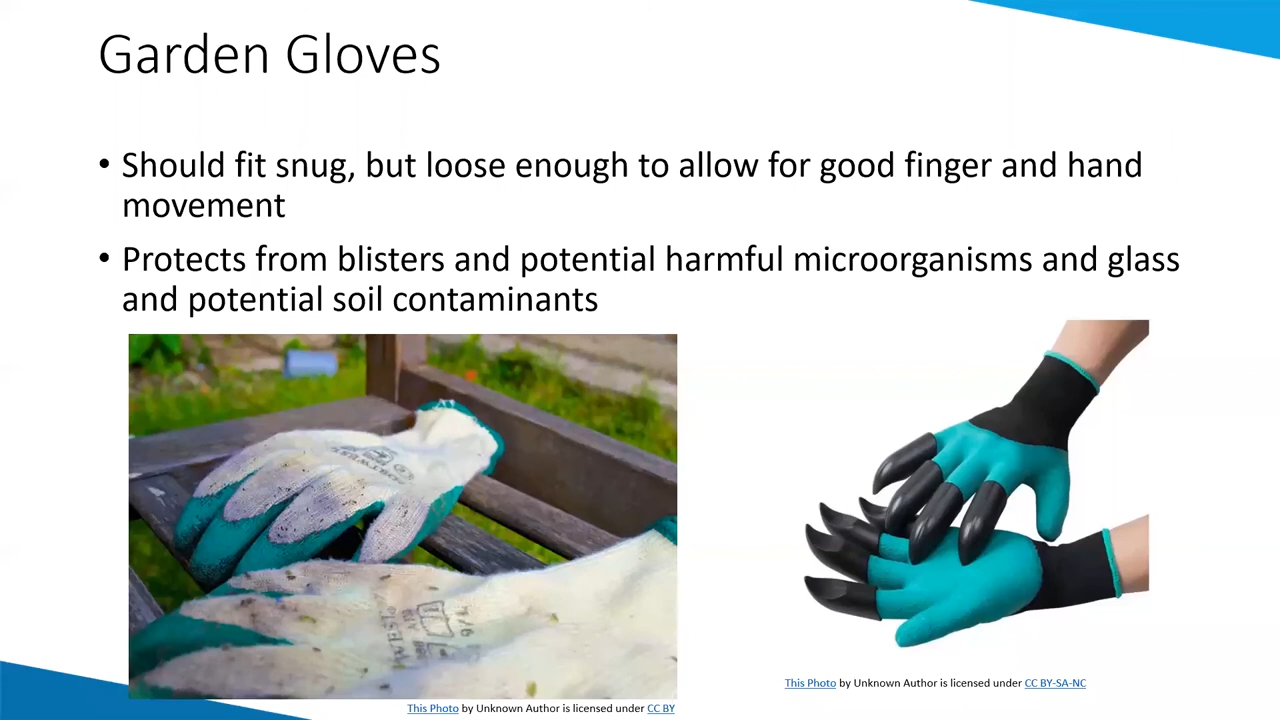 Garden Gloves
• Should fit snug, but loose enough to allow for good finger and hand
movement
• Protects from blisters and potential harmful microorganisms and glass
and potential soil contaminants
This Photo by Unknown Author is licensed under CC BY-SA-NC
This Photo by Unknown Author is licensed under CC BY